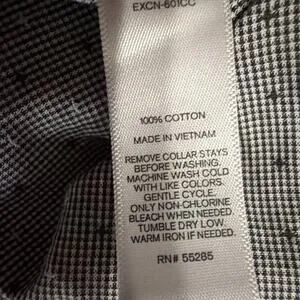 EXCN-601CC
100% COTTON
MADE IN VIETNAM
REMOVE COLLAR STAYS
BEFORE WASHING.
MACHINE WASH COLD
WITH LIKE COLORS.
GENTLE CYCLE.
ONLY NON-CHLORINE
BLEACH WHEN NEEDED.
TUMBLE DRY LOW.
WARM IRON IF NEEDED.
RN# 55285